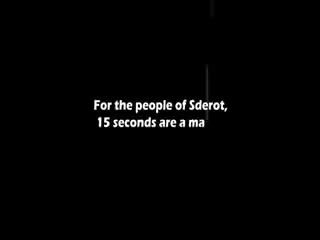 For the people of Sderot,
15 seconds are a ma